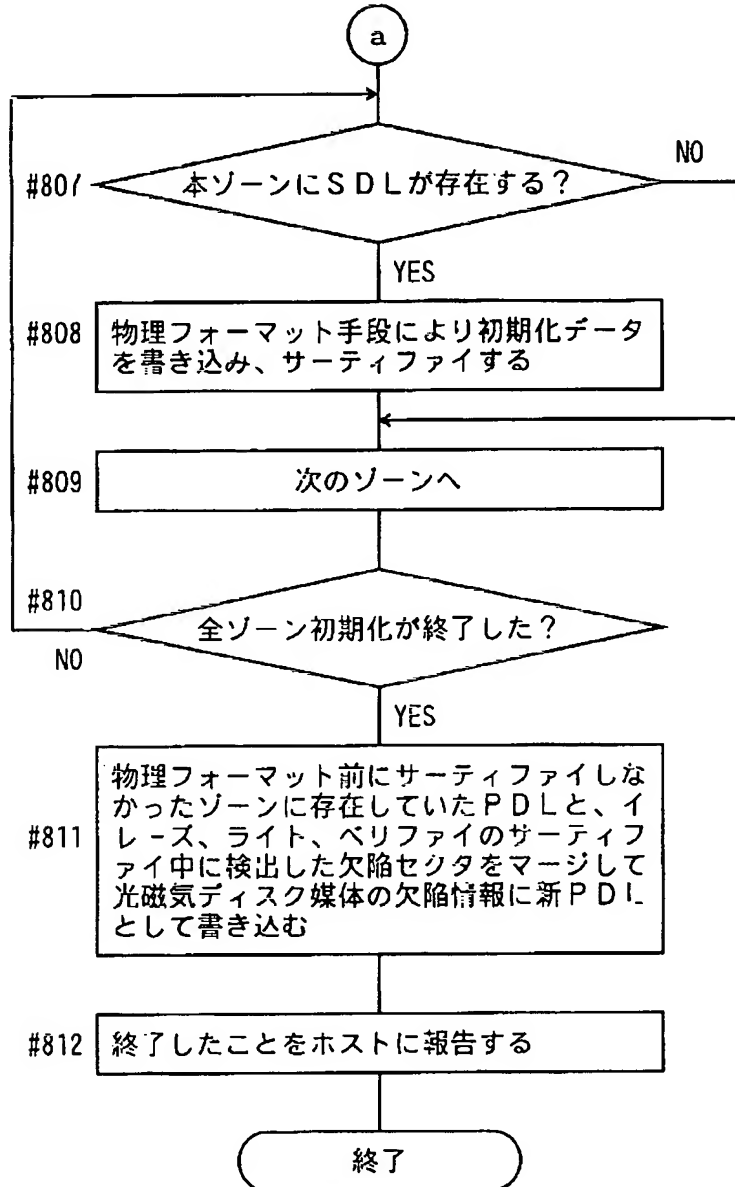 a
NO
#807 本ゾーンにSDLが存在する?
YES
#808 物理フォーマット手段により初期化データ
を書き込み、サーティファイする
#809 次のゾーンへ
#810
全ゾーン初期化が終了した?
NO
YES
物理フォーマット前にサーティファイしな
かったゾーンに存在していたPDLと、イ
#811 レーズ、ライト、ベリファイのサーティフ
ァイ中に検出した欠陥セクタをマージして
光磁気ディスク媒体の欠陥情報に新PDL
として書き込む
#812 終了したことをホストに報告する
終了